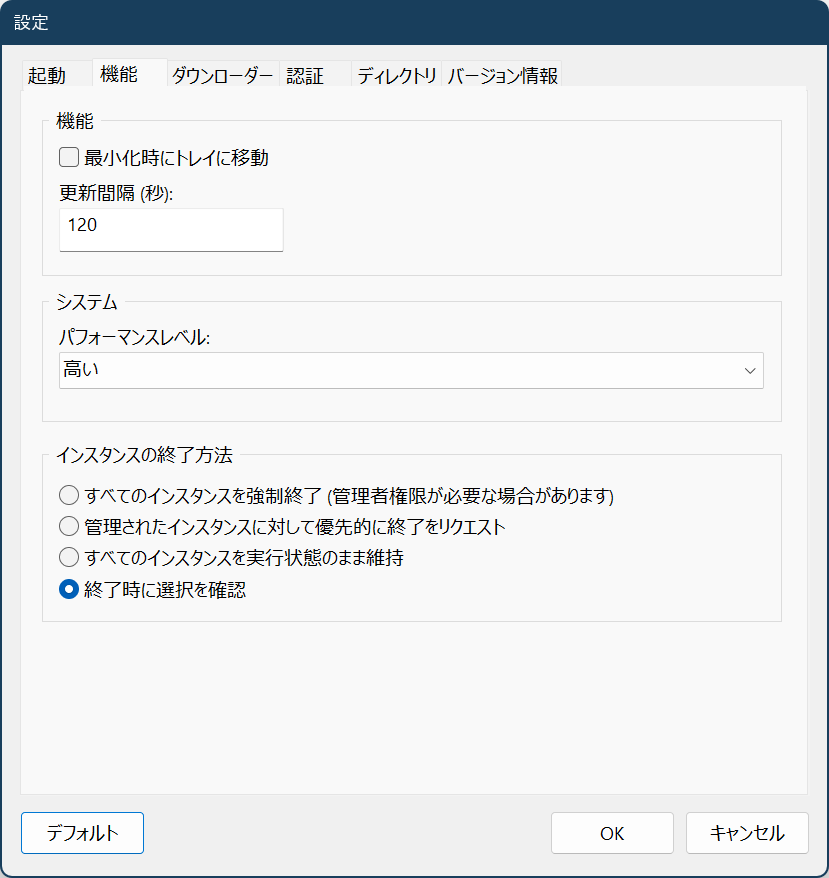 設定
起動 機能 ダウンローダー 認証 ディレクトリ バージョン情報
機能
最小化時にトレイに移動
更新間隔 (秒):
120
システム
パフォーマンスレベル:
高い
インスタンスの終了方法
すべてのインスタンスを強制終了 (管理者権限が必要な場合があります)
管理されたインスタンスに対して優先的に終了をリクエスト
すべてのインスタンスを実行状態のまま維持
終了時に選択を確認
デフォルト OK キャンセル